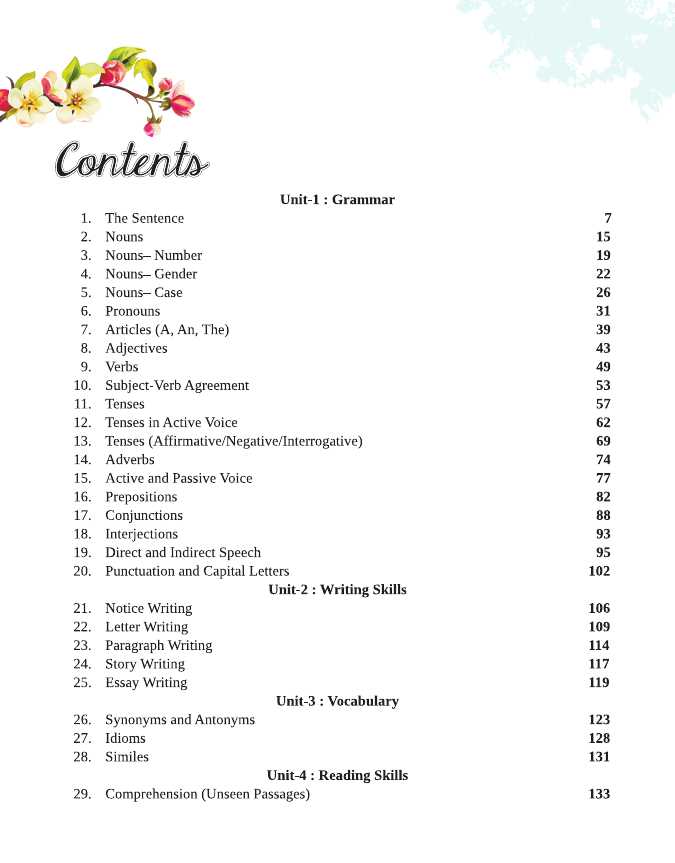 Contents
Unit-1 : Grammar
1. The Sentence 7
2. Nouns 15
3. Nouns– Number 19
4. Nouns– Gender 22
5. Nouns– Case 26
6. Pronouns 31
7. Articles (A, An, The) 39
8. Adjectives 43
9. Verbs 49
10. Subject-Verb Agreement 53
11. Tenses 57
12. Tenses in Active Voice 62
13. Tenses (Affirmative/Negative/Interrogative) 69
14. Adverbs 74
15. Active and Passive Voice 77
16. Prepositions 82
17. Conjunctions 88
18. Interjections 93
19. Direct and Indirect Speech 95
20. Punctuation and Capital Letters 102
Unit-2 : Writing Skills
21. Notice Writing 106
22. Letter Writing 109
23. Paragraph Writing 114
24. Story Writing 117
25. Essay Writing 119
Unit-3 : Vocabulary
26. Synonyms and Antonyms 123
27. Idioms 128
28. Similes 131
Unit-4 : Reading Skills
29. Comprehension (Unseen Passages) 133